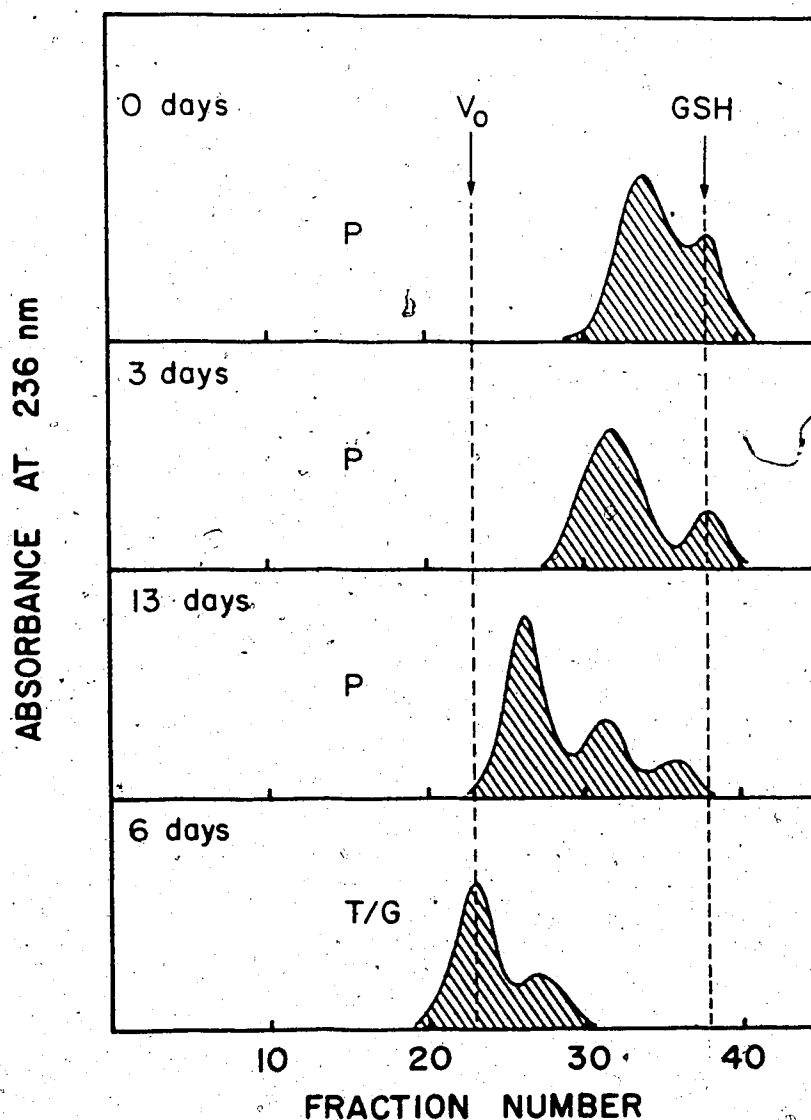 0 days
V₀
GSH
P
3 days
P
13 days
P
6 days
T/G
10 20 30 40
FRACTION NUMBER
ABSORBANCE AT 236 nm